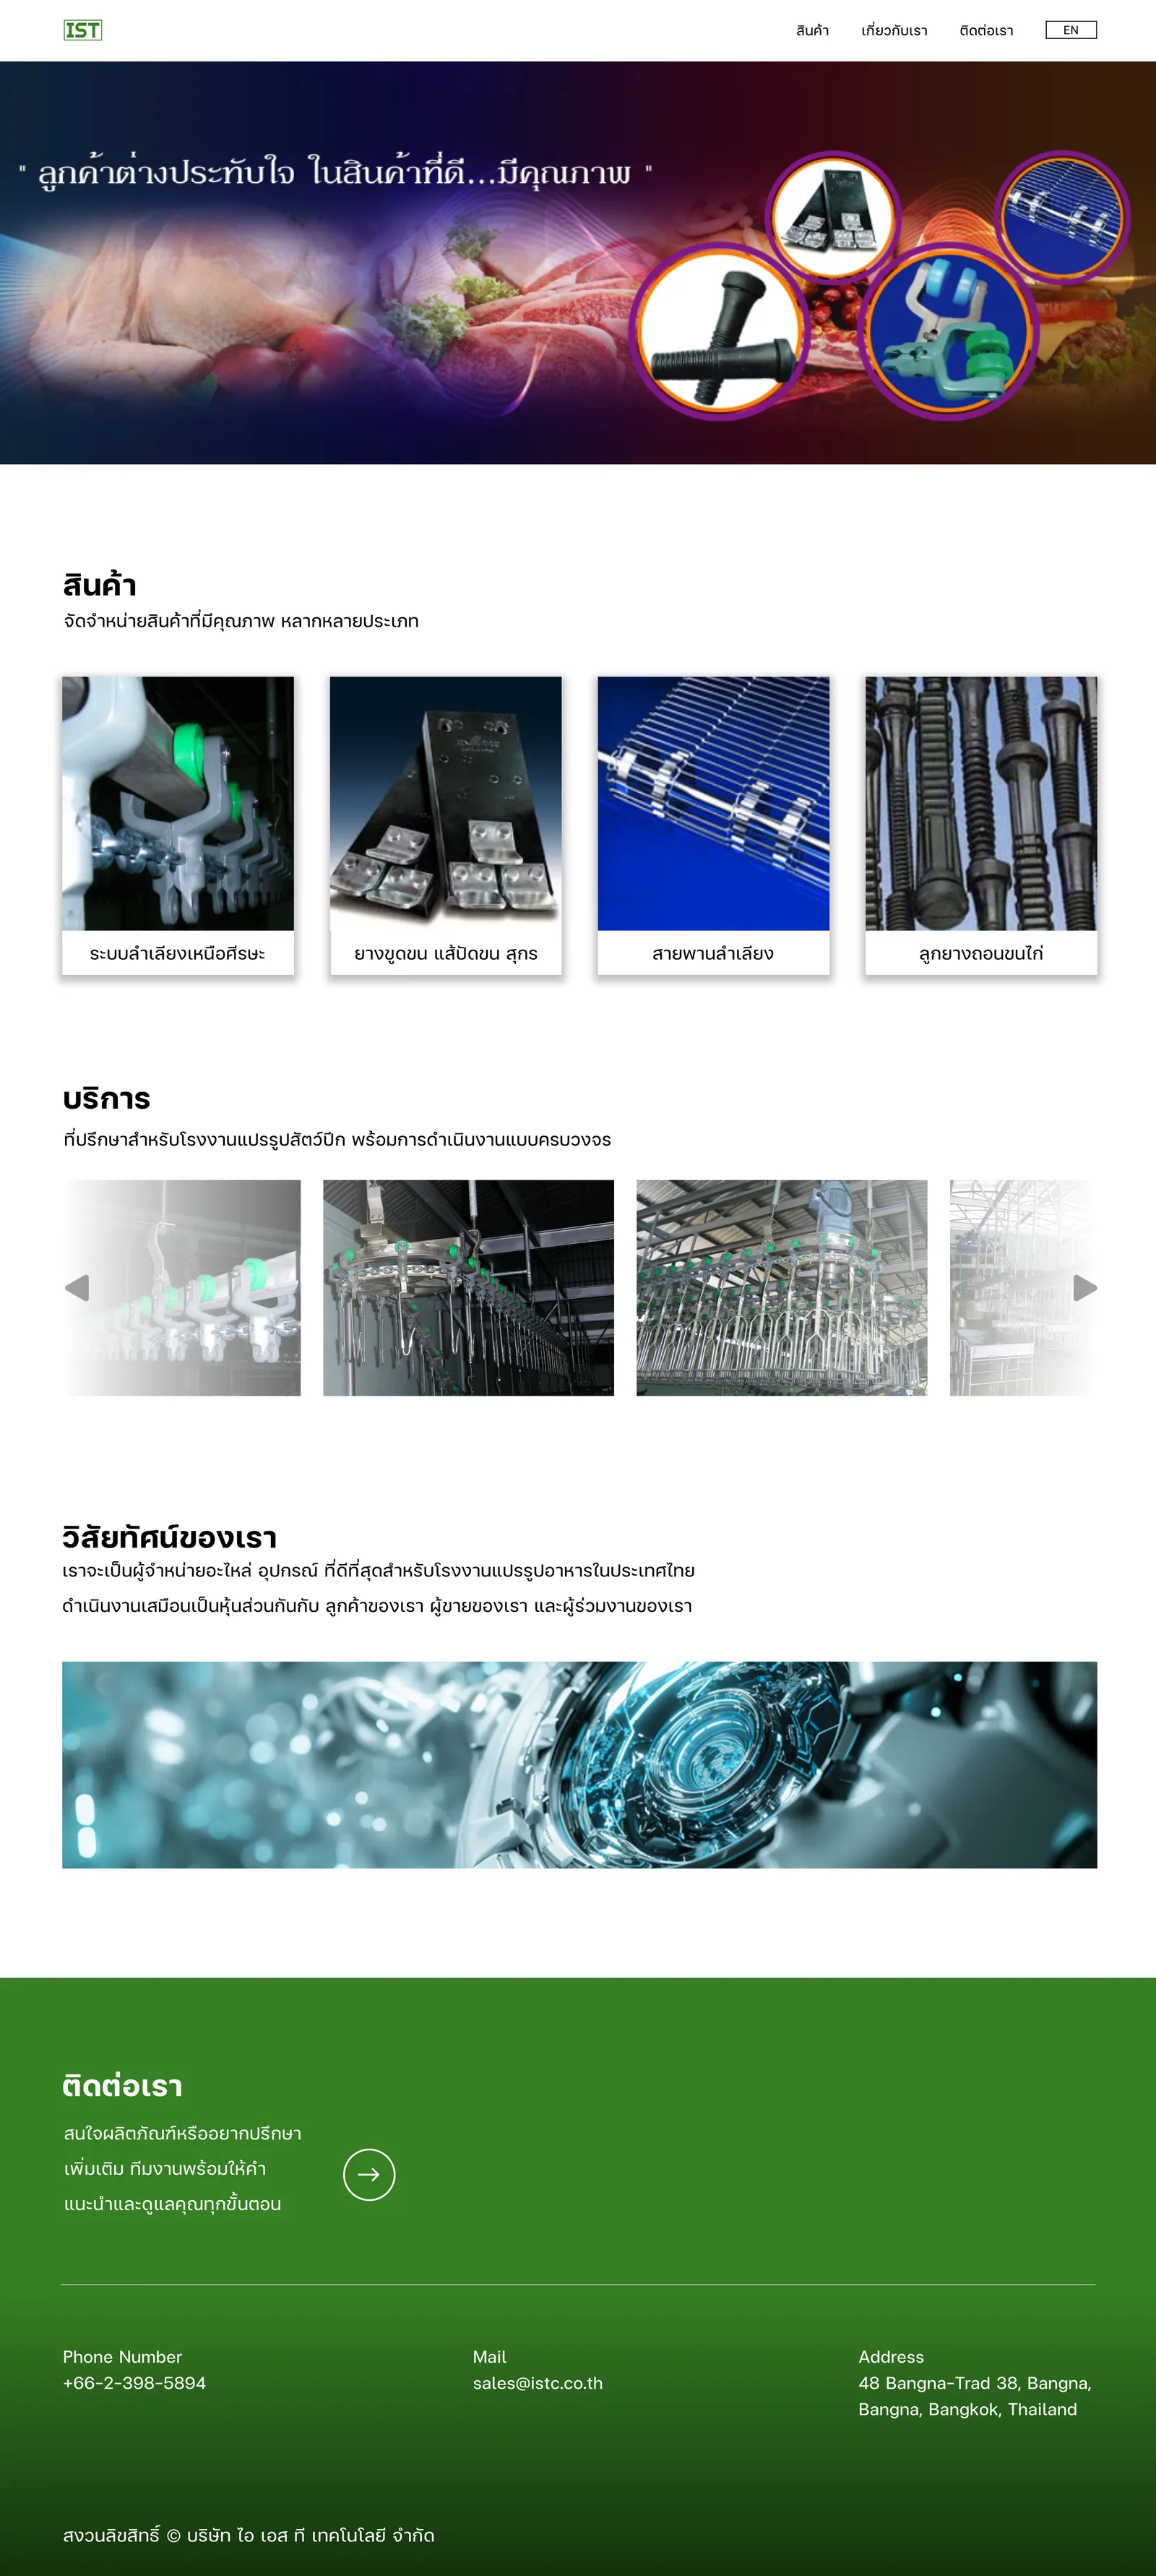 IST
สินค้า เกี่ยวกับเรา ติดต่อเรา EN
" ลูกค้าต่างประทับใจ ในสินค้าที่ดี...มีคุณภาพ "
สินค้า
จัดจำหน่ายสินค้าที่มีคุณภาพ หลากหลายประเภท
ระบบลำเลียงเหนือศีรษะ
ยางขูดขน แส้ปัดขน สุกร
สายพานลำเลียง
ลูกยางถอนขนไก่
บริการ
ที่ปรึกษาสำหรับโรงงานแปรรูปสัตว์ปีก พร้อมการดำเนินงานแบบครบวงจร
วิสัยทัศน์ของเรา
เราจะเป็นผู้จำหน่ายอะไหล่ อุปกรณ์ ที่ดีที่สุดสำหรับโรงงานแปรรูปอาหารในประเทศไทย
ดำเนินงานเสมือนเป็นหุ้นส่วนกันกับ ลูกค้าของเรา ผู้ขายของเรา และผู้ร่วมงานของเรา
ติดต่อเรา
สนใจผลิตภัณฑ์หรืออยากปรึกษา
เพิ่มเติม ทีมงานพร้อมให้คำ
แนะนำและดูแลคุณทุกขั้นตอน
Phone Number
+66-2-398-5894
Mail
sales@istc.co.th
Address
48 Bangna-Trad 38, Bangna,
Bangna, Bangkok, Thailand
สงวนลิขสิทธิ์ © บริษัท ไอ เอส ที เทคโนโลยี จำกัด